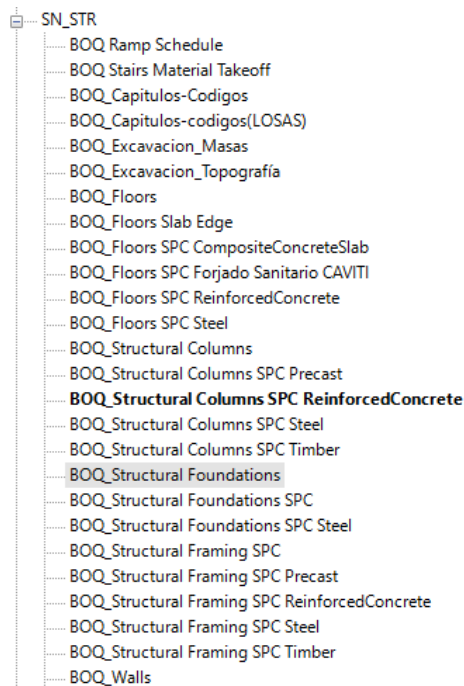 SN_STR
BOQ Ramp Schedule
BOQ Stairs Material Takeoff
BOQ_Capitulos-Codigos
BOQ_Capitulos-codigos(LOSAS)
BOQ_Excavacion_Masas
BOQ_Excavacion_Topografía
BOQ_Floors
BOQ_Floors Slab Edge
BOQ_Floors SPC CompositeConcreteSlab
BOQ_Floors SPC Forjado Sanitario CAVITI
BOQ_Floors SPC ReinforcedConcrete
BOQ_Floors SPC Steel
BOQ_Structural Columns
BOQ_Structural Columns SPC Precast
BOQ_Structural Columns SPC ReinforcedConcrete
BOQ_Structural Columns SPC Steel
BOQ_Structural Columns SPC Timber
BOQ_Structural Foundations
BOQ_Structural Foundations SPC
BOQ_Structural Foundations SPC Steel
BOQ_Structural Framing SPC
BOQ_Structural Framing SPC Precast
BOQ_Structural Framing SPC ReinforcedConcrete
BOQ_Structural Framing SPC Steel
BOQ_Structural Framing SPC Timber
BOQ_Walls